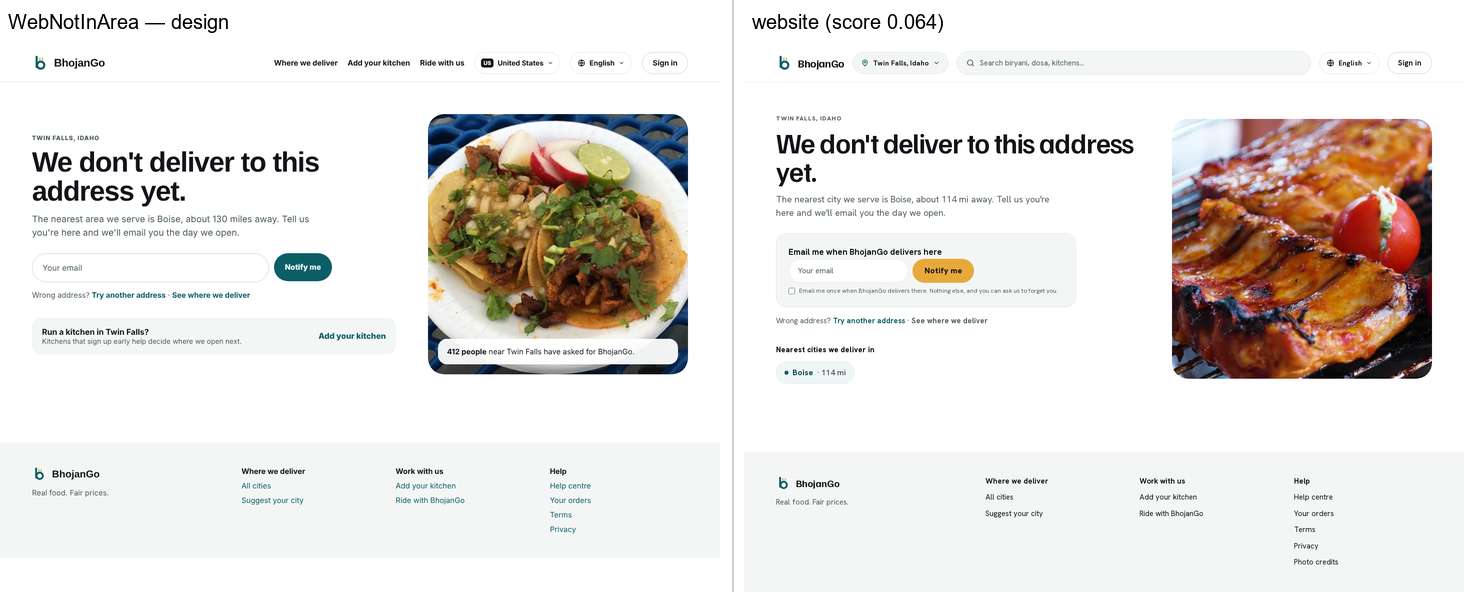 WebNotInArea — design
BhojanGo
Where we deliver Add your kitchen Ride with us US United States English Sign in
TWIN FALLS, IDAHO
We don't deliver to this
address yet.
The nearest area we serve is Boise, about 130 miles away. Tell us
you're here and we'll email you the day we open.
Your email Notify me
Wrong address? Try another address · See where we deliver
Run a kitchen in Twin Falls?
Kitchens that sign up early help decide where we open next.
Add your kitchen
412 people near Twin Falls have asked for BhojanGo.
BhojanGo
Real food. Fair prices.
Where we deliver
All cities
Suggest your city
Work with us
Add your kitchen
Ride with BhojanGo
Help
Help centre
Your orders
Terms
Privacy
website (score 0.064)
BhojanGo
Twin Falls, Idaho Search biryani, dosa, kitchens... English Sign in
TWIN FALLS, IDAHO
We don't deliver to this address
yet.
The nearest city we serve is Boise, about 114 mi away. Tell us you're
here and we'll email you the day we open.
Email me when BhojanGo delivers here
Your email Notify me
Email me once when BhojanGo delivers there. Nothing else, and you can ask us to forget you.
Wrong address? Try another address · See where we deliver
Nearest cities we deliver in
Boise · 114 mi
BhojanGo
Real food. Fair prices.
Where we deliver
All cities
Suggest your city
Work with us
Add your kitchen
Ride with BhojanGo
Help
Help centre
Your orders
Terms
Privacy
Photo credits